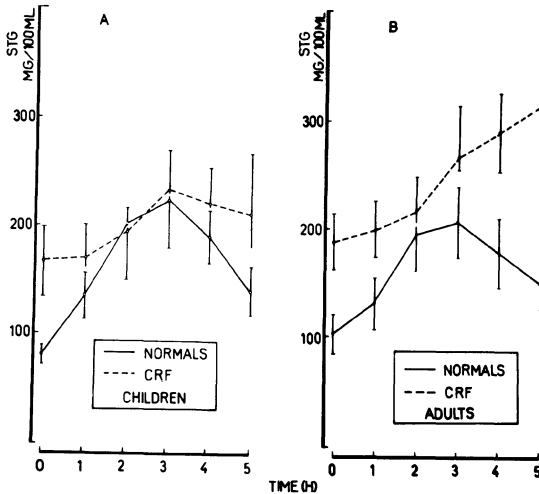 A
STG
MG/100ML
300
200
100
NORMALS
CRF
CHILDREN
0 1 2 3 4 5
B
STG
MG/100ML
300
200
100
NORMALS
CRF
ADULTS
0 1 2 3 4 5
TIME (H)